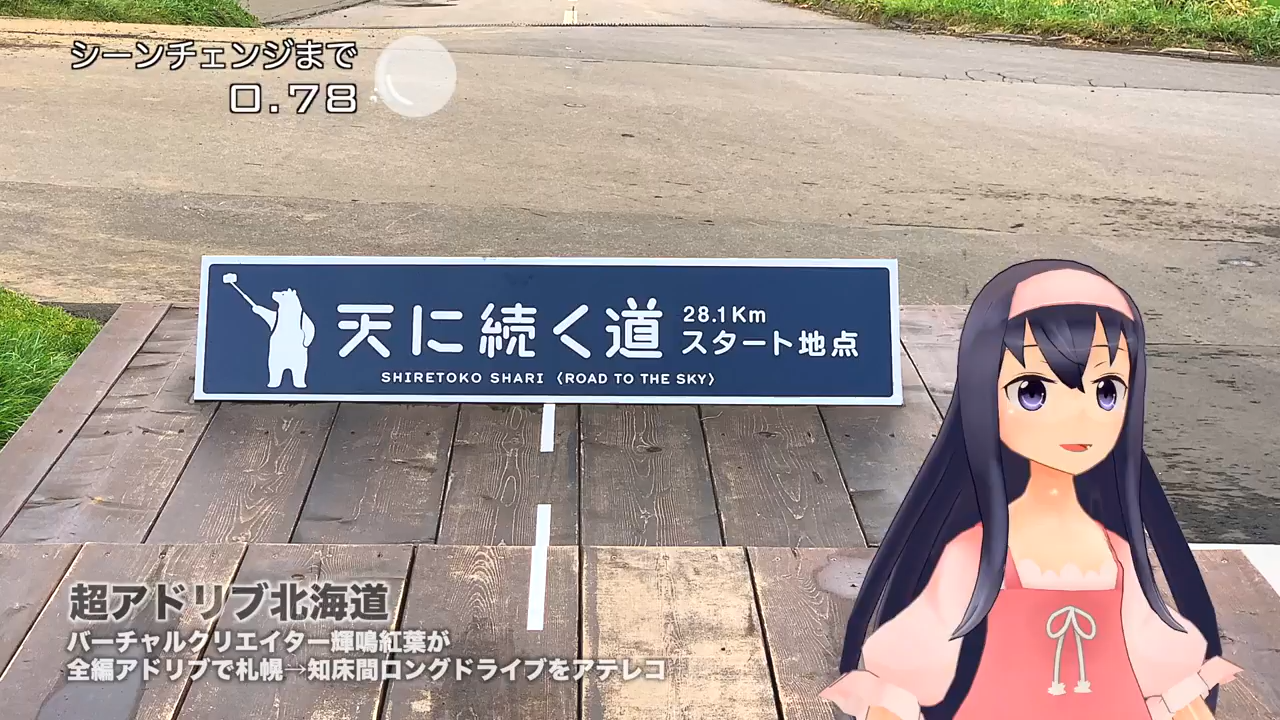 シーンチェンジまで
0.78
天に続く道
28.1Km
スタート地点
SHIRETOKO SHARI 〈ROAD TO THE SKY〉
超アドリブ北海道
バーチャルクリエイター輝鳴紅葉が
全編アドリブで札幌→知床間ロングドライブをアテレコ